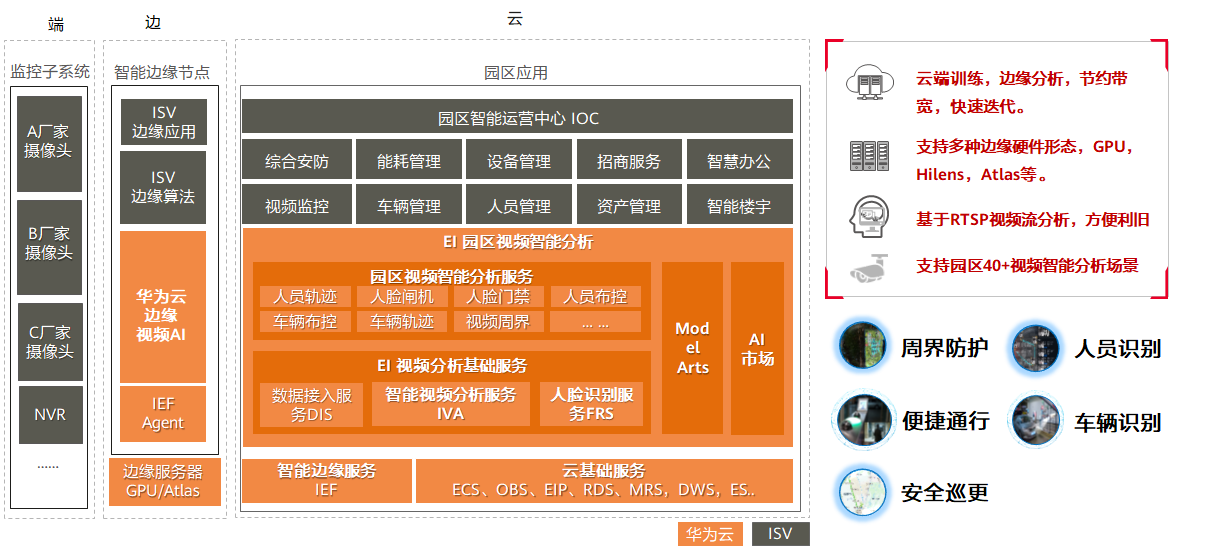 端
边
云
监控子系统
A厂家
摄像头
B厂家
摄像头
C厂家
摄像头
NVR
......
智能边缘节点
ISV
边缘应用
ISV
边缘算法
华为云
边缘
视频AI
IEF
Agent
边缘服务器
GPU/Atlas
园区应用
园区智能运营中心 IOC
综合安防
能耗管理
设备管理
招商服务
智慧办公
视频监控
车辆管理
人员管理
资产管理
智能楼宇
EI 园区视频智能分析
园区视频智能分析服务
人员轨迹
人脸闸机
人脸门禁
人员布控
车辆布控
车辆轨迹
视频周界
... ...
EI 视频分析基础服务
数据接入服
务DIS
智能视频分析服务
IVA
人脸识别服
务FRS
Mod
el
Arts
AI
市场
智能边缘服务
IEF
云基础服务
ECS、OBS、EIP、RDS、MRS，DWS，ES..
华为云
ISV
云端训练，边缘分析，节约带
宽，快速迭代。
支持多种边缘硬件形态，GPU，
Hilens，Atlas等。
基于RTSP视频流分析，方便利旧
支持园区40+视频智能分析场景
周界防护
人员识别
便捷通行
车辆识别
安全巡更